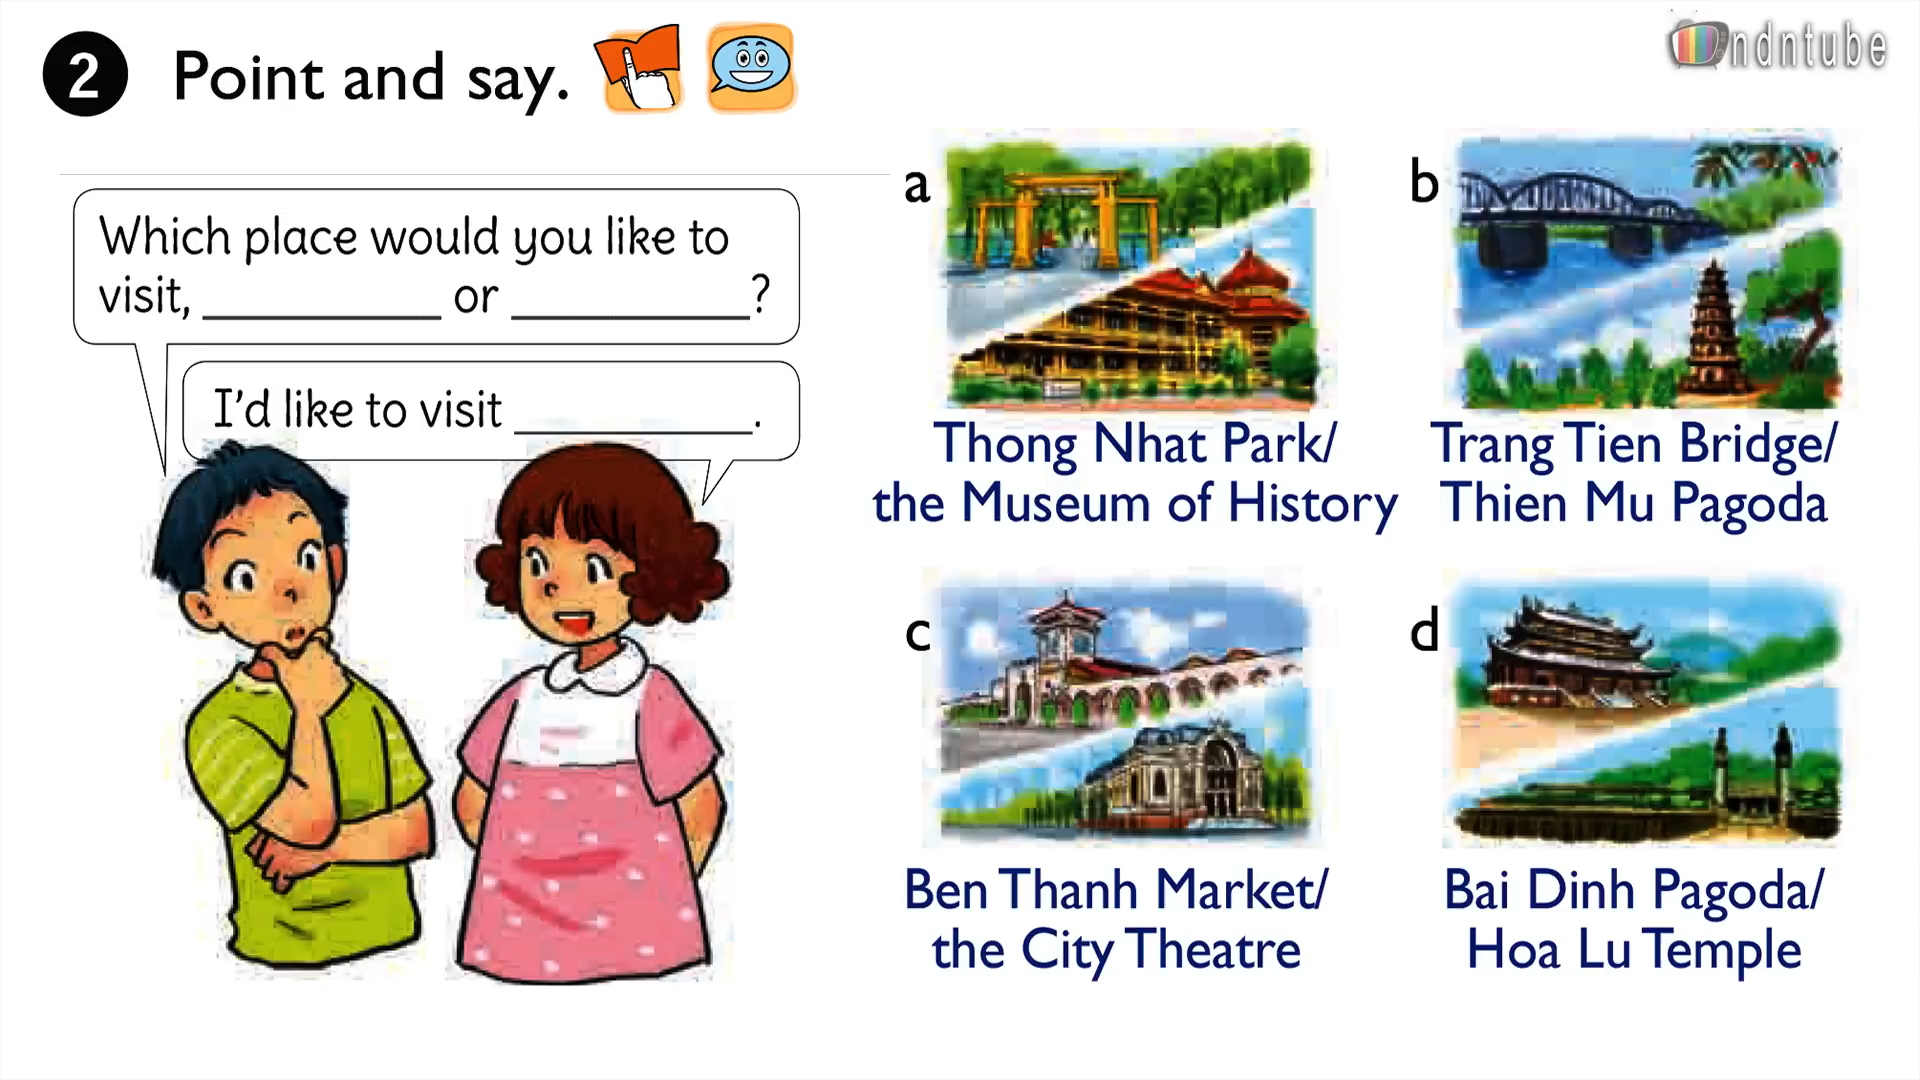 2 Point and say.
ndntube
Which place would you like to
visit, __________ or __________?
I'd like to visit __________.
a
Thong Nhat Park/
the Museum of History
b
Trang Tien Bridge/
Thien Mu Pagoda
c
Ben Thanh Market/
the City Theatre
d
Bai Dinh Pagoda/
Hoa Lu Temple